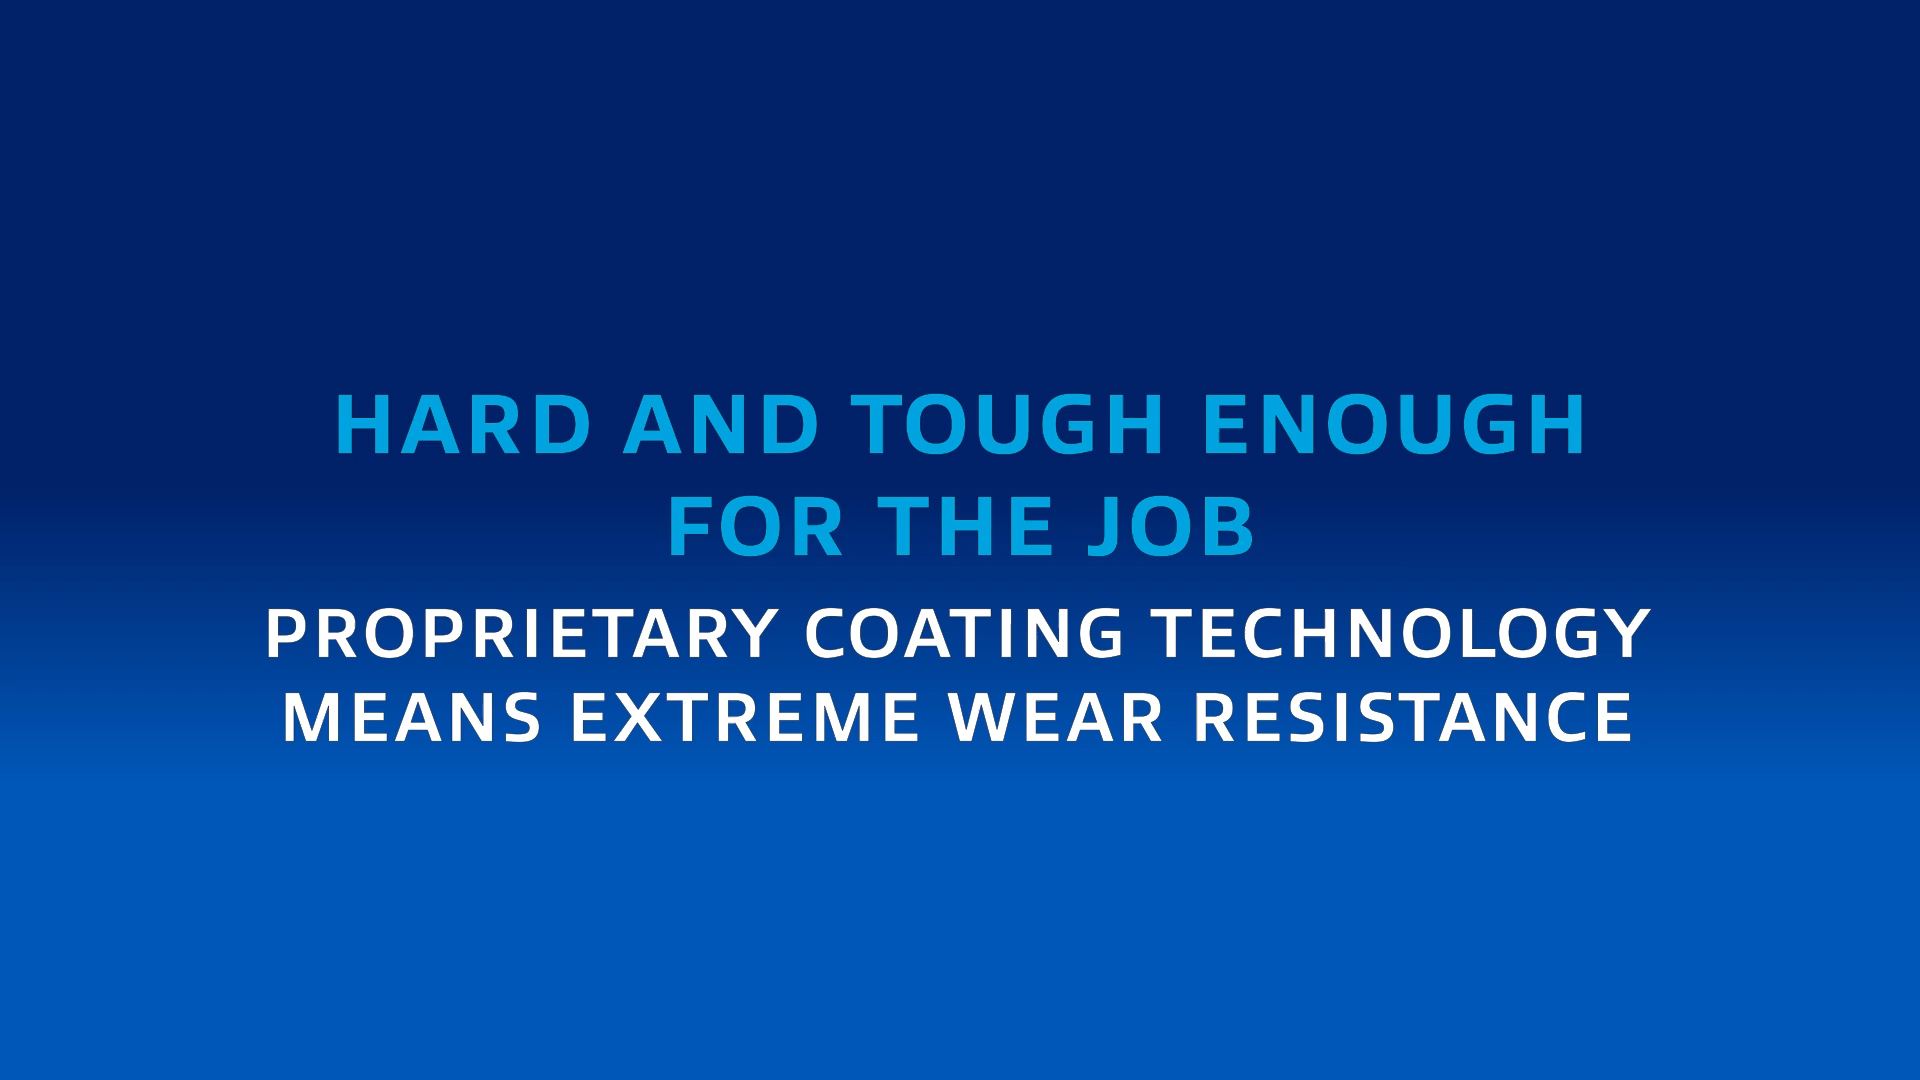 HARD AND TOUGH ENOUGH
FOR THE JOB
PROPRIETARY COATING TECHNOLOGY
MEANS EXTREME WEAR RESISTANCE